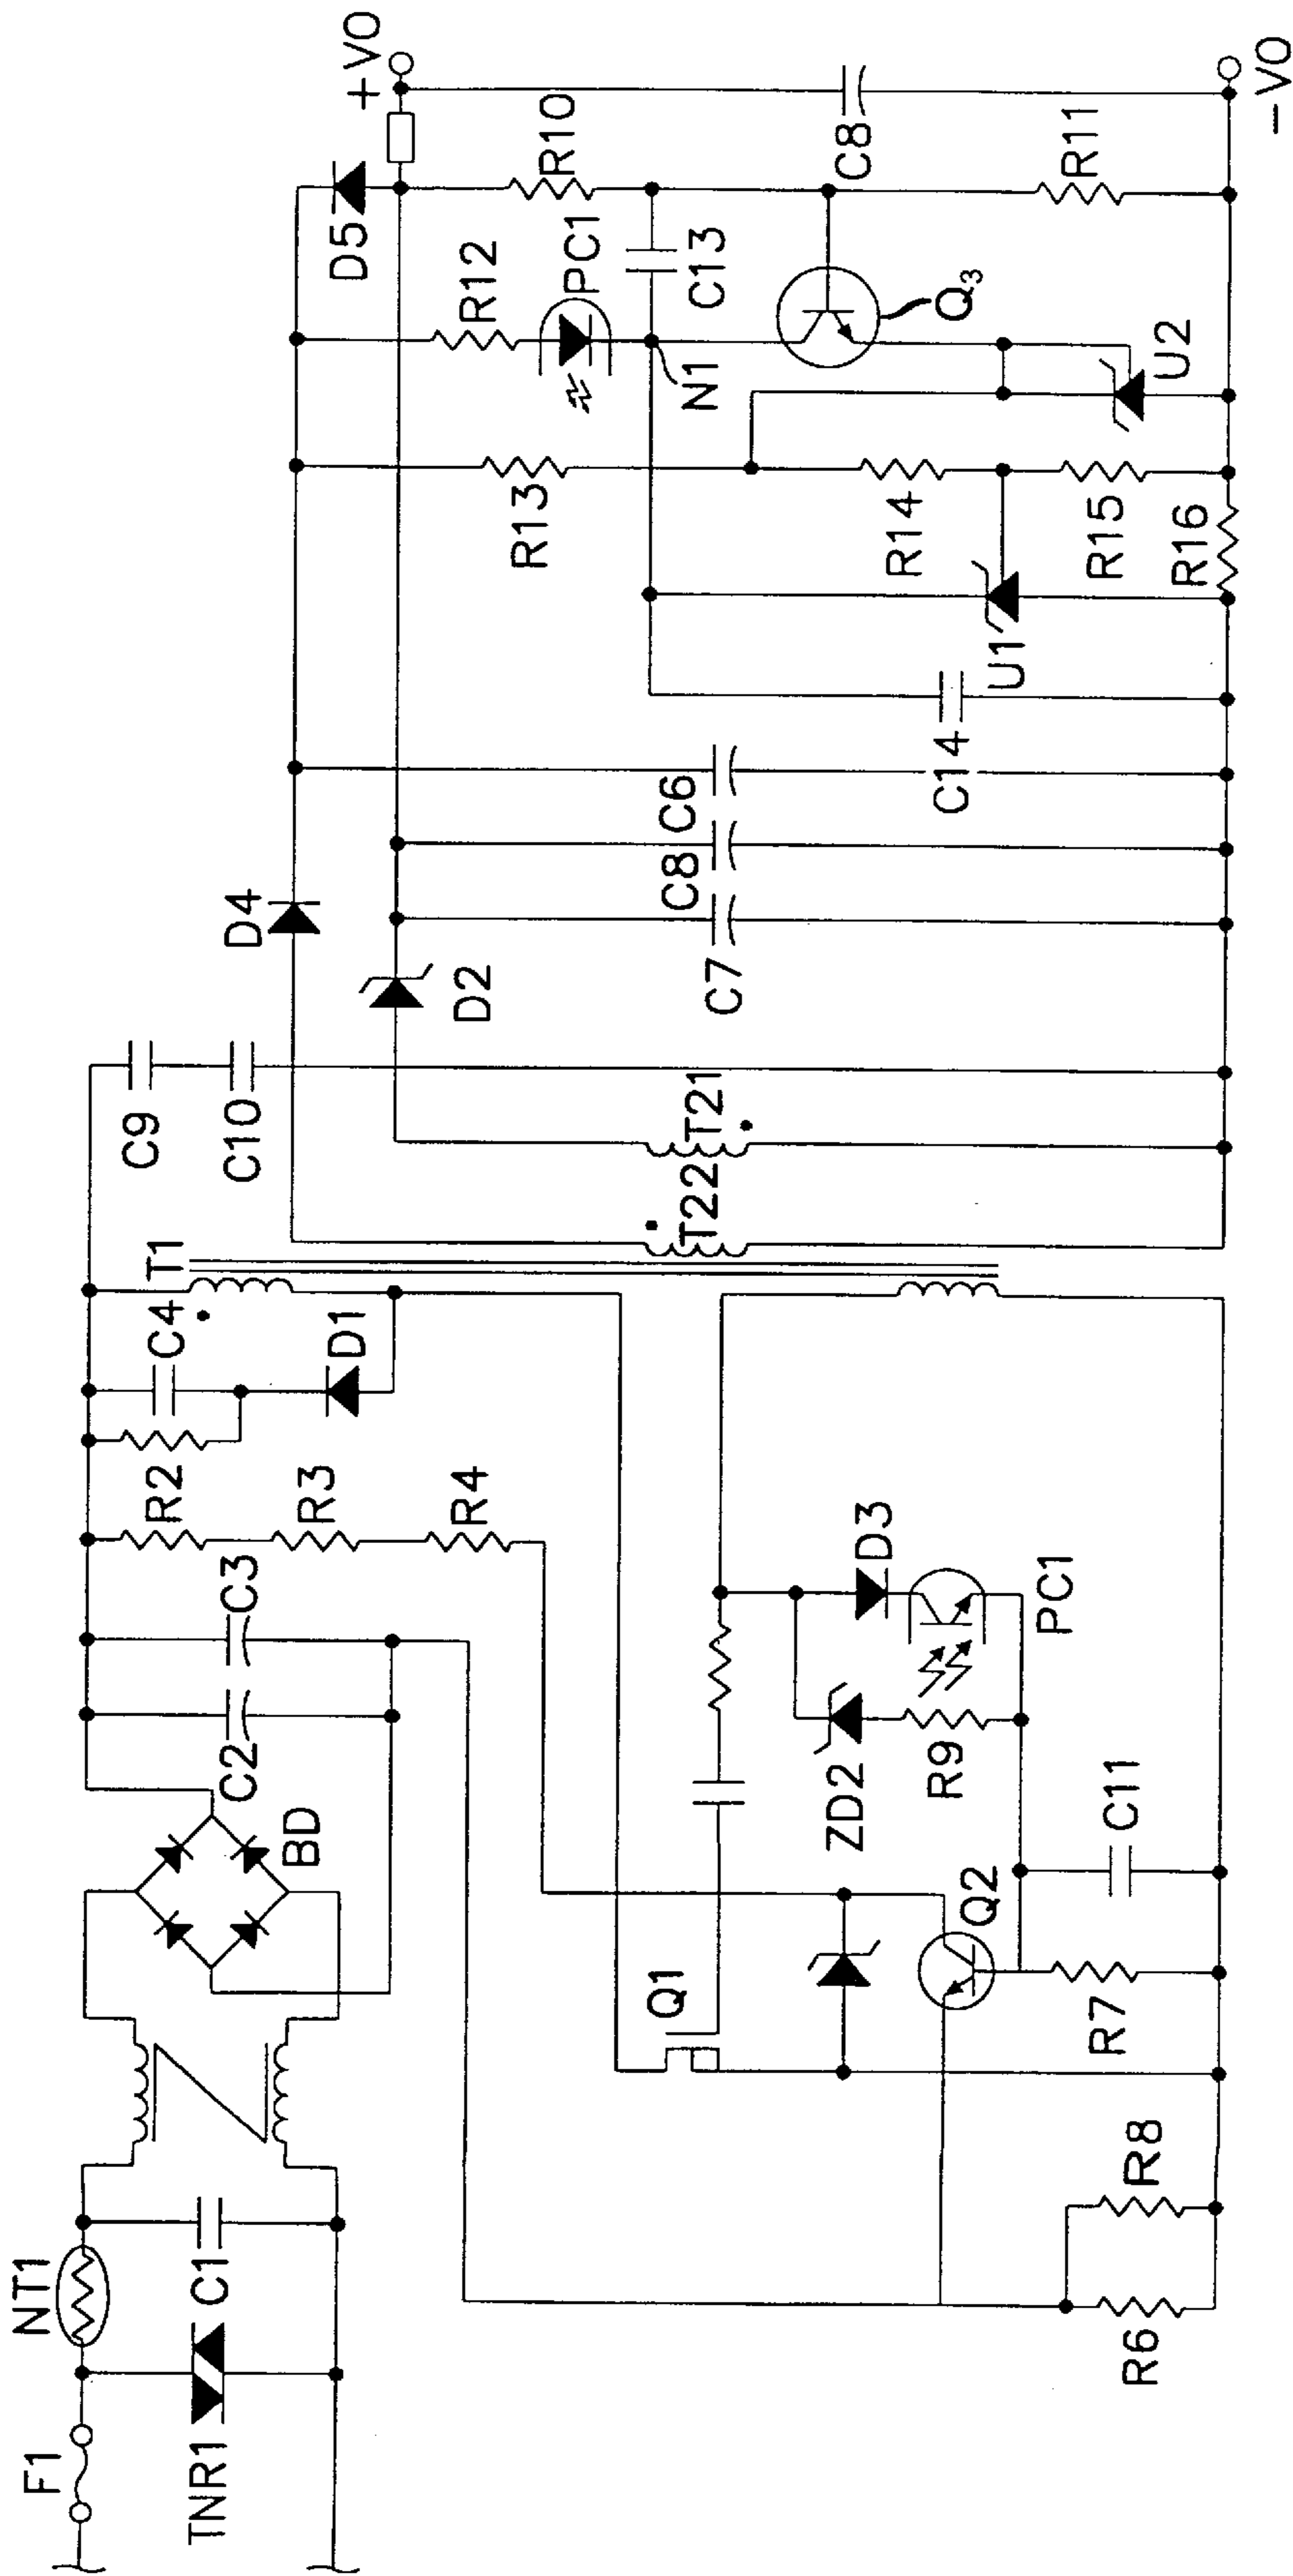 F1
NT1
TNR1
C1
BD
C2
C3
R2
R3
R4
C4
D1
T1
C9
C10
T22
T21
D4
D2
C7
C8
C6
C14
U1
R13
R14
R15
R16
R12
PC1
N1
C13
D5
R10
Q3
U2
R11
C8
+VO
-VO
Q1
ZD2
R9
D3
PC1
Q2
C11
R7
R6
R8